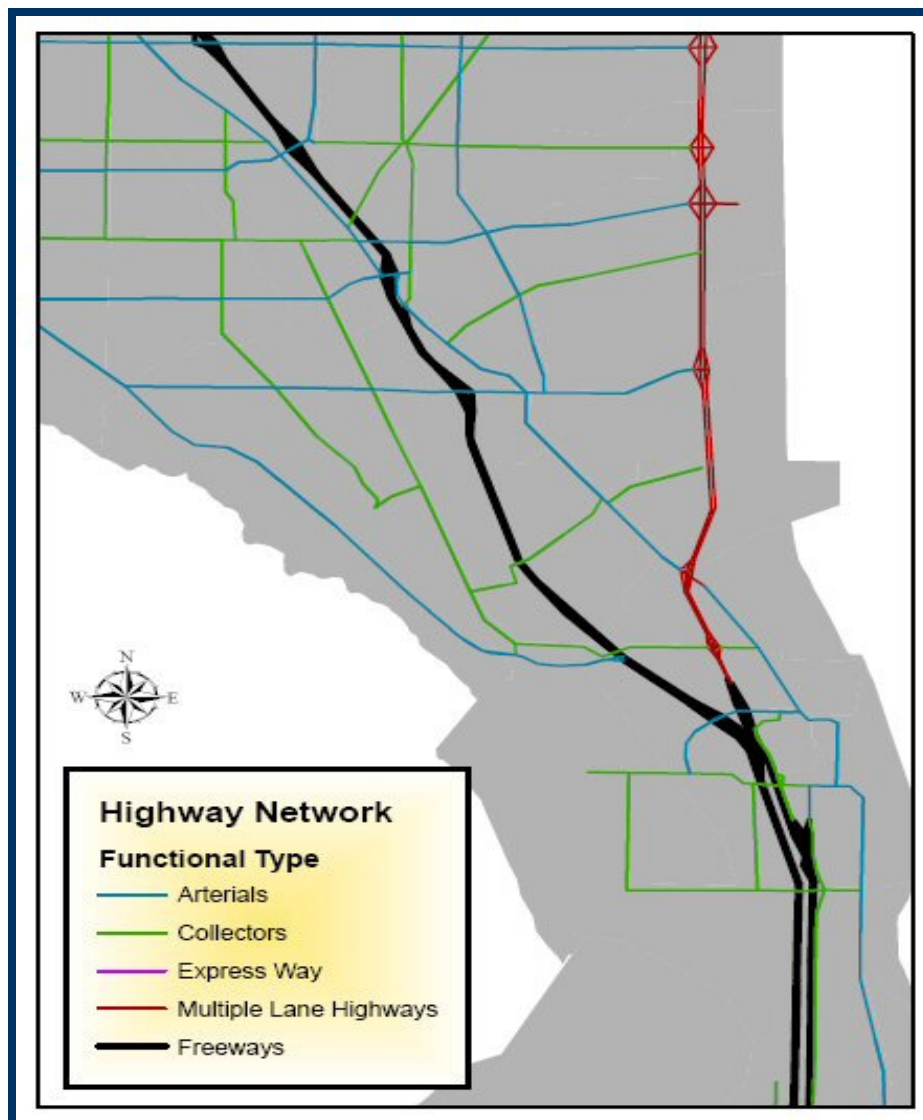 N
W E
S
Highway Network
Functional Type
Arterials
Collectors
Express Way
Multiple Lane Highways
Freeways